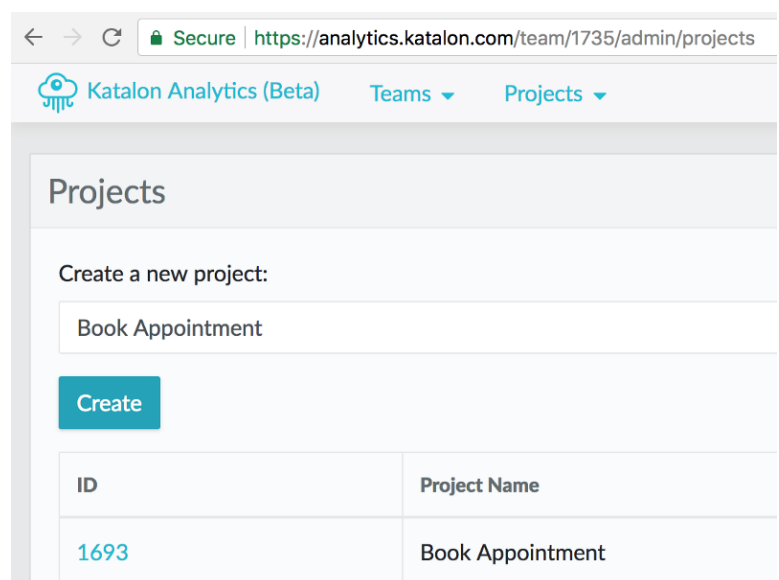 Secure https://analytics.katalon.com/team/1735/admin/projects
Katalon Analytics (Beta) Teams Projects
Projects
Create a new project:
Book Appointment
Create
ID Project Name
1693 Book Appointment